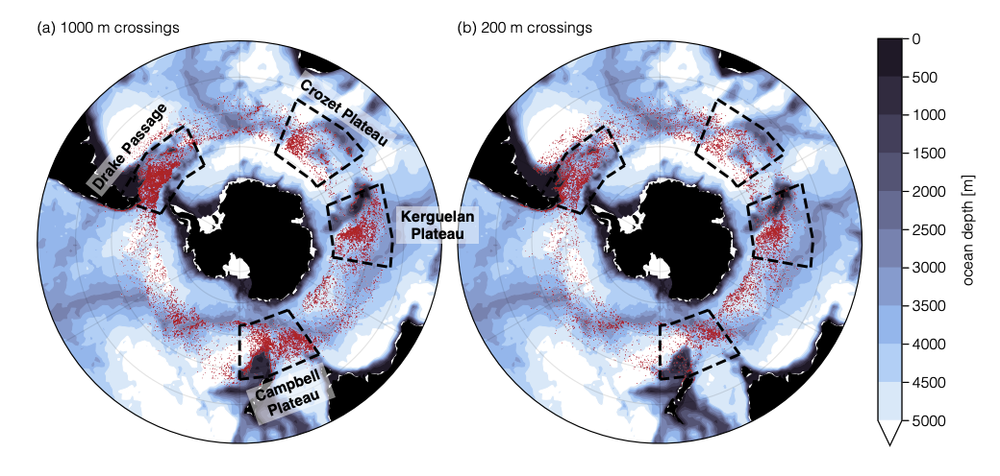 (a) 1000 m crossings
(b) 200 m crossings
Drake Passage
Crozet Plateau
Kerguelan
Plateau
Campbell
Plateau
0
500
1000
1500
2000
2500
3000
3500
4000
4500
5000
ocean depth [m]